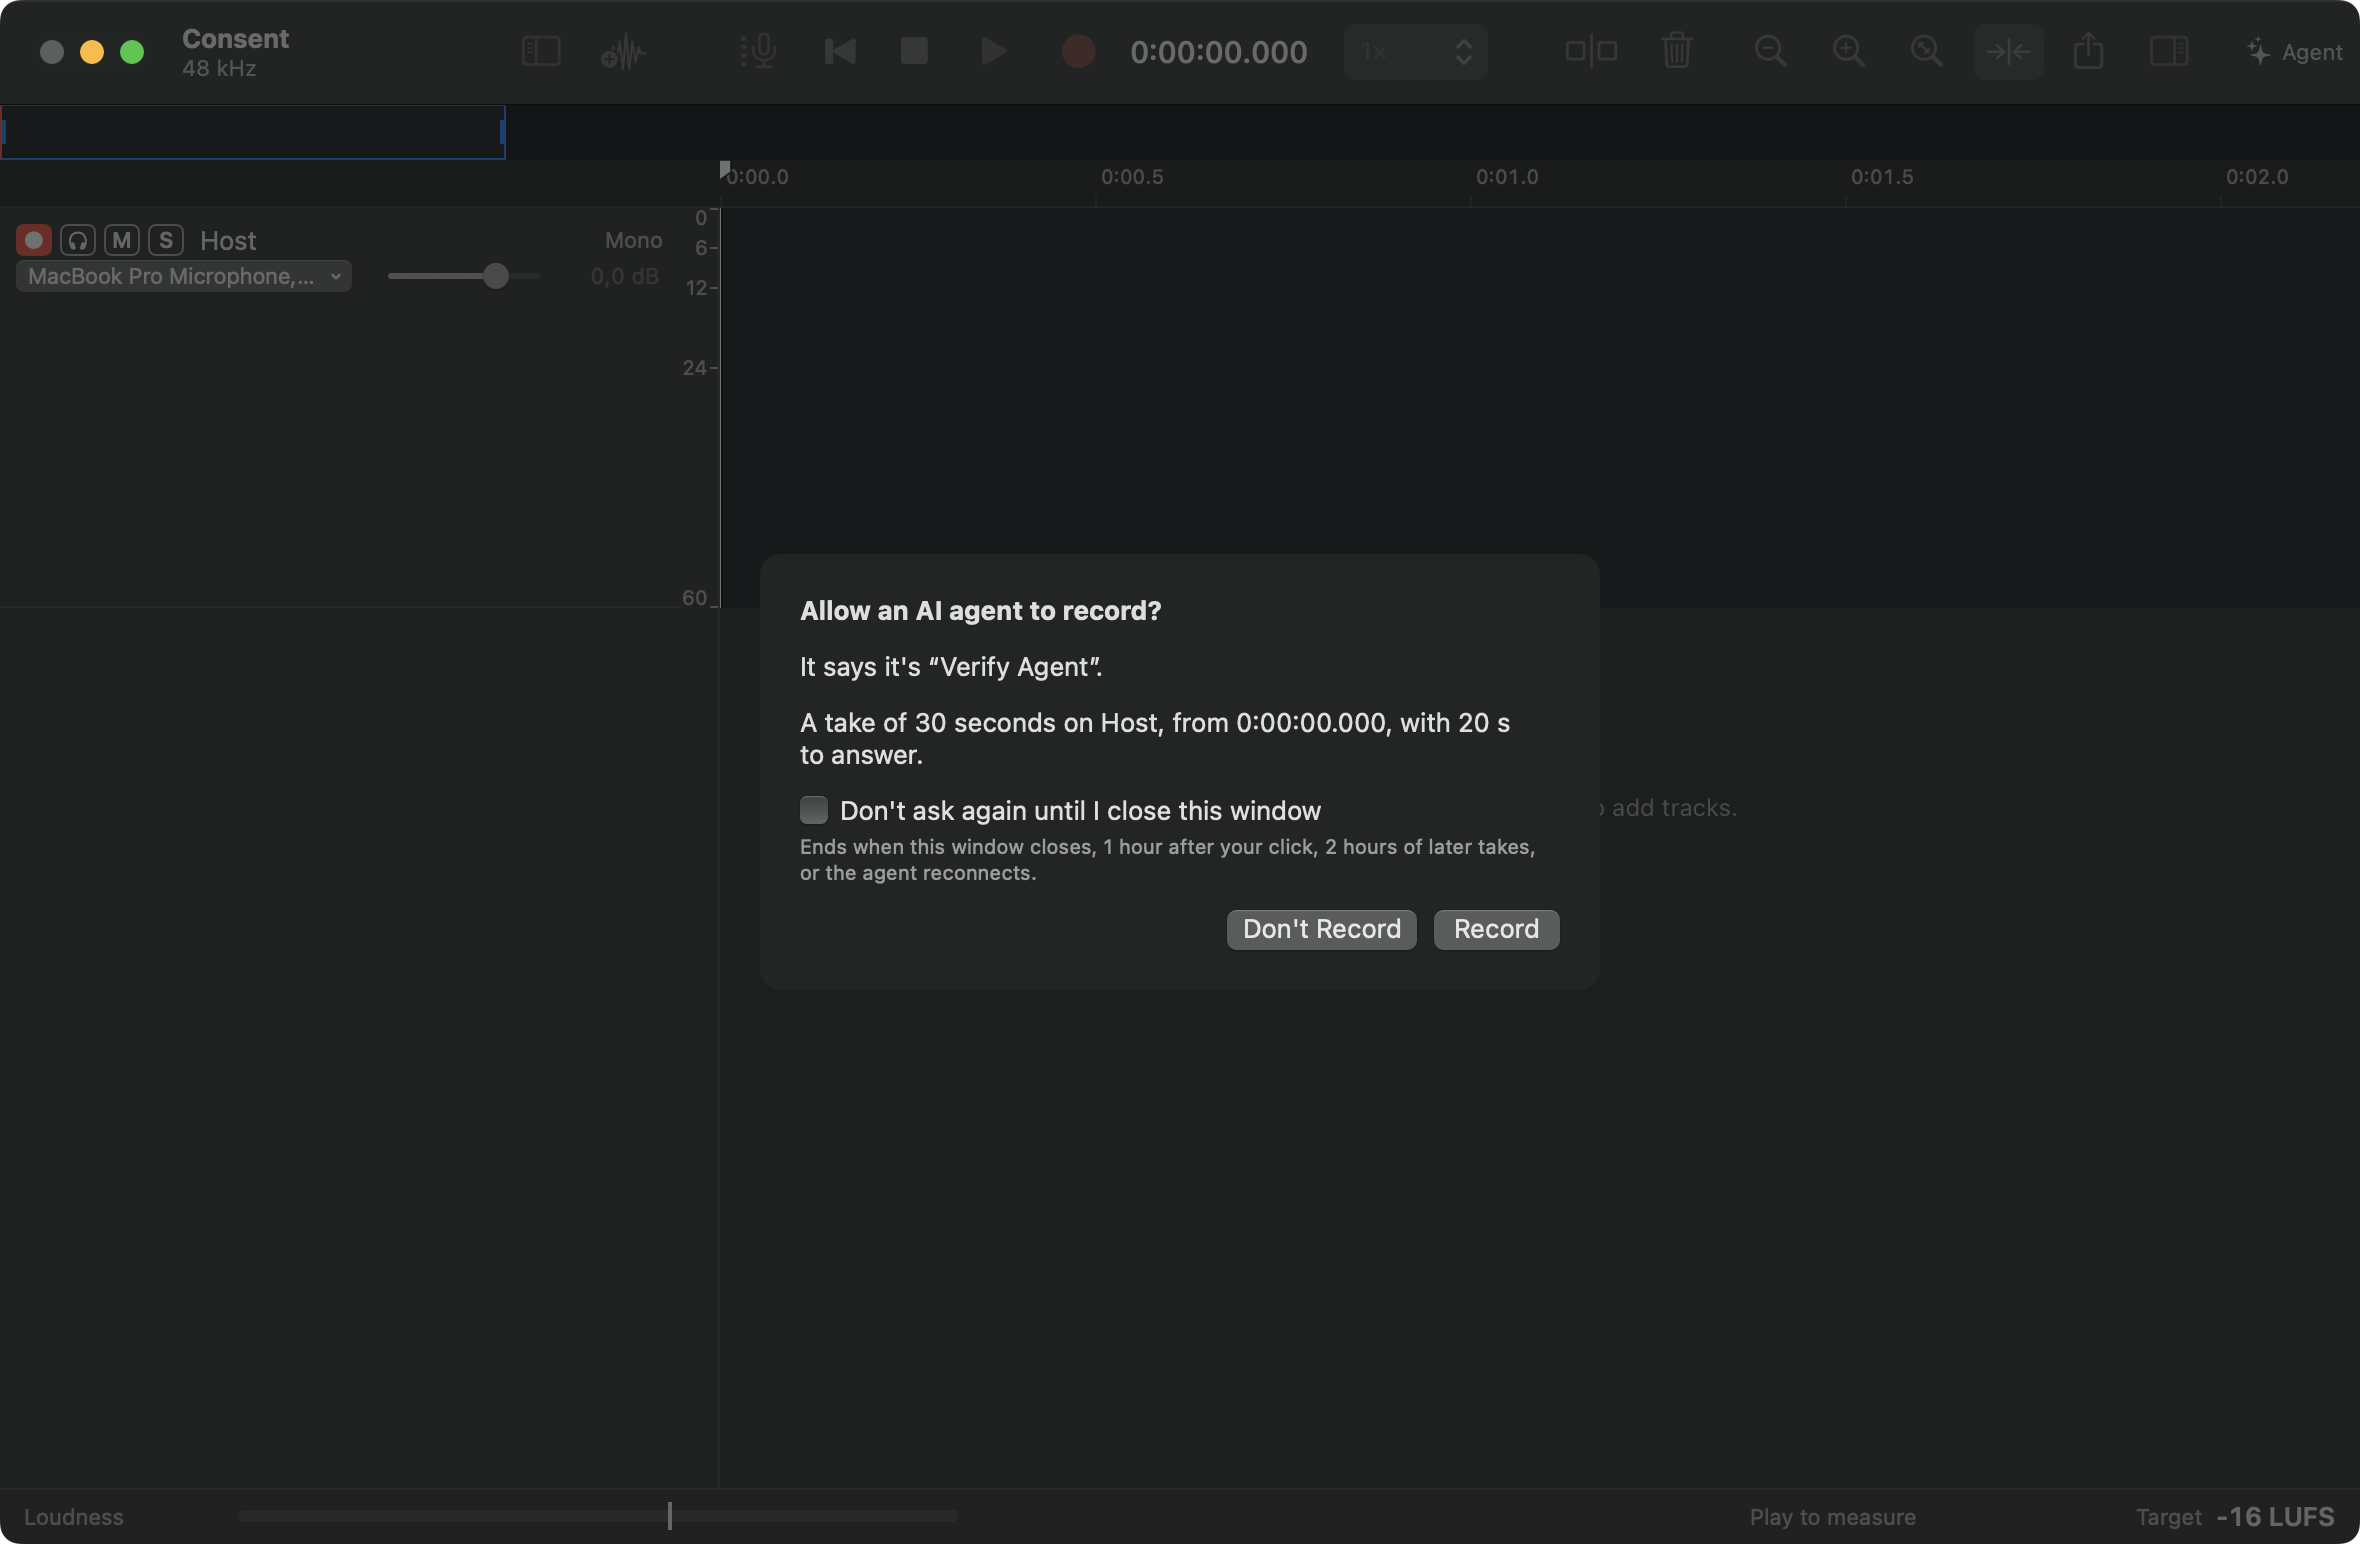 Consent
48 kHz
0:00:00.000
1×
Agent
0:00.0
0:00.5
0:01.0
0:01.5
0:02.0
M
S
Host
Mono
MacBook Pro Microphone,...
0,0 dB
0
6
12
24
60
Allow an AI agent to record?
It says it's “Verify Agent”.
A take of 30 seconds on Host, from 0:00:00.000, with 20 s
to answer.
Don't ask again until I close this window
Ends when this window closes, 1 hour after your click, 2 hours of later takes,
or the agent reconnects.
Don't Record
Record
add tracks.
Loudness
Play to measure
Target -16 LUFS